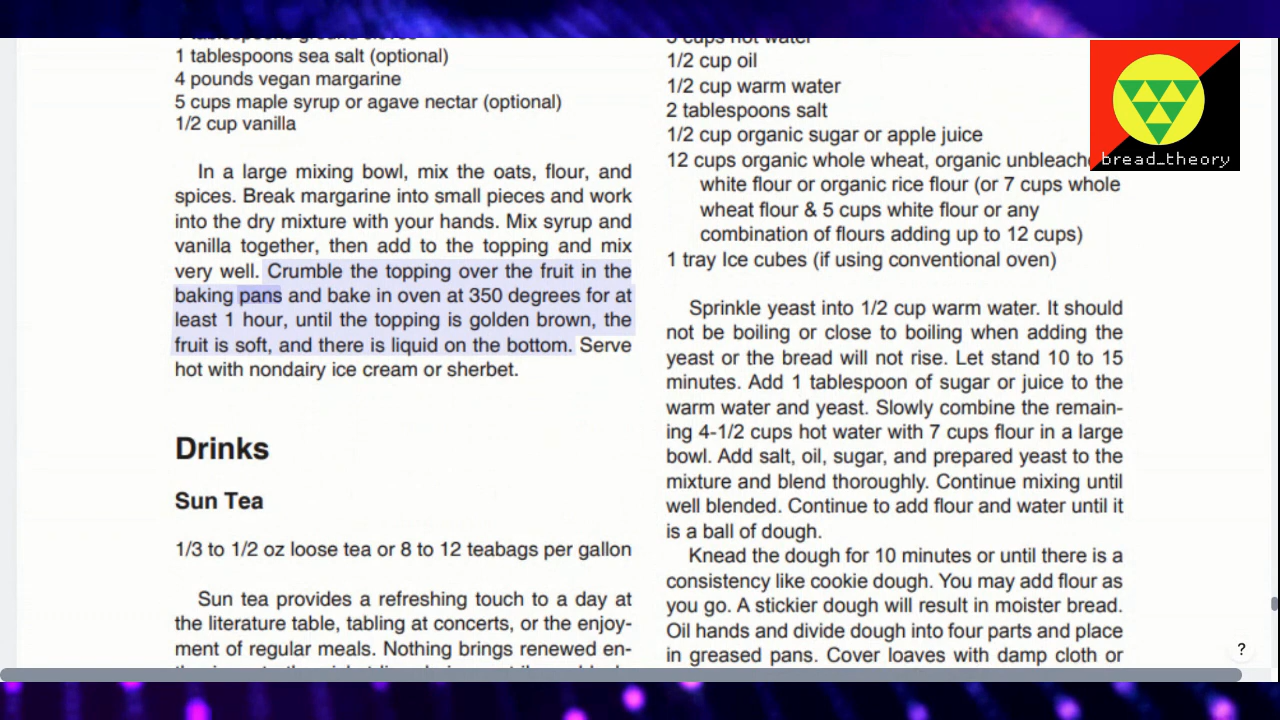 1 tablespoons sea salt (optional)
4 pounds vegan margarine
5 cups maple syrup or agave nectar (optional)
1/2 cup vanilla
In a large mixing bowl, mix the oats, flour, and
spices. Break margarine into small pieces and work
into the dry mixture with your hands. Mix syrup and
vanilla together, then add to the topping and mix
very well. Crumble the topping over the fruit in the
baking pans and bake in oven at 350 degrees for at
least 1 hour, until the topping is golden brown, the
fruit is soft, and there is liquid on the bottom. Serve
hot with nondairy ice cream or sherbet.
Drinks
Sun Tea
1/3 to 1/2 oz loose tea or 8 to 12 teabags per gallon
Sun tea provides a refreshing touch to a day at
the literature table, tabling at concerts, or the enjoy-
ment of regular meals. Nothing brings renewed en-
cups hot water
1/2 cup oil
1/2 cup warm water
2 tablespoons salt
1/2 cup organic sugar or apple juice
12 cups organic whole wheat, organic unbleach
white flour or organic rice flour (or 7 cups whole
wheat flour & 5 cups white flour or any
combination of flours adding up to 12 cups)
1 tray Ice cubes (if using conventional oven)
Sprinkle yeast into 1/2 cup warm water. It should
not be boiling or close to boiling when adding the
yeast or the bread will not rise. Let stand 10 to 15
minutes. Add 1 tablespoon of sugar or juice to the
warm water and yeast. Slowly combine the remain-
ing 4-1/2 cups hot water with 7 cups flour in a large
bowl. Add salt, oil, sugar, and prepared yeast to the
mixture and blend thoroughly. Continue mixing until
well blended. Continue to add flour and water until it
is a ball of dough.
Knead the dough for 10 minutes or until there is a
consistency like cookie dough. You may add flour as
you go. A stickier dough will result in moister bread.
Oil hands and divide dough into four parts and place
in greased pans. Cover loaves with damp cloth or
bread_theory
?